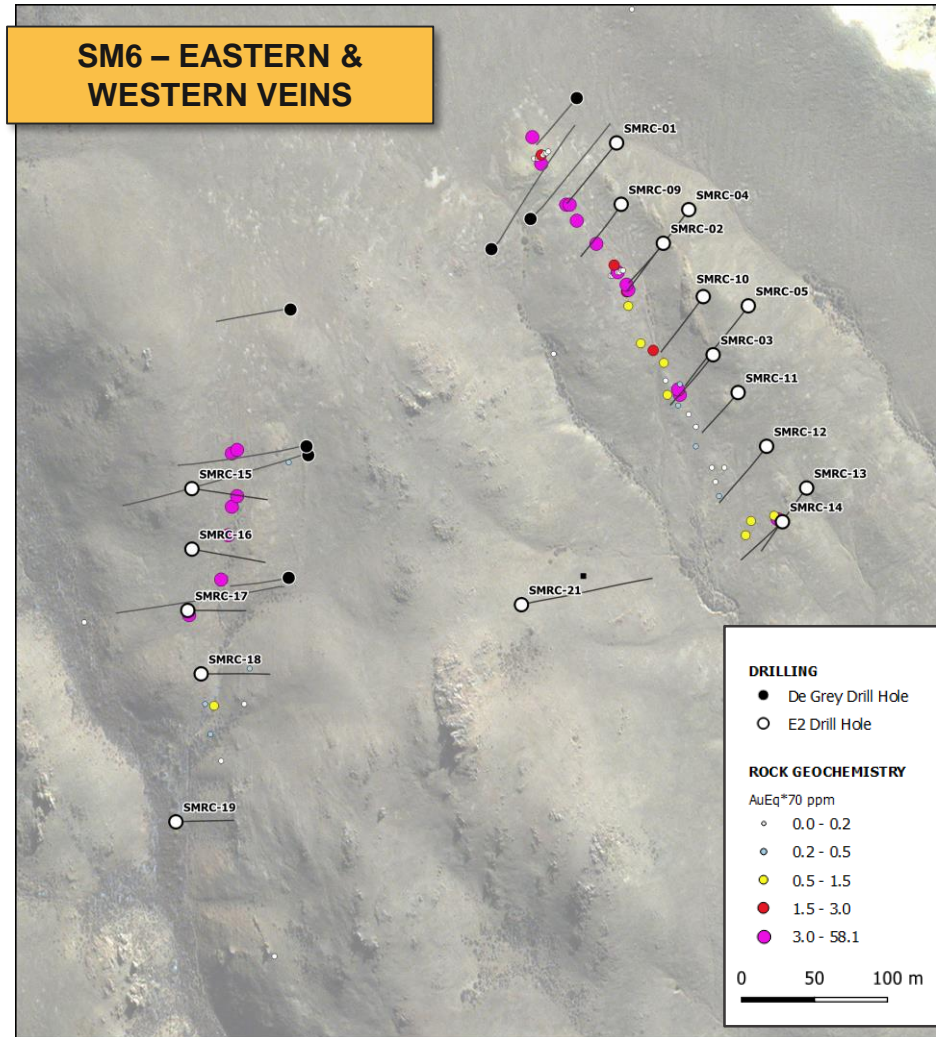 SM6 – EASTERN &
WESTERN VEINS
SMRC-01
SMRC-09
SMRC-04
SMRC-02
SMRC-10
SMRC-05
SMRC-03
SMRC-11
SMRC-12
SMRC-15
SMRC-13
SMRC-14
SMRC-16
SMRC-21
SMRC-17
SMRC-18
SMRC-19
DRILLING
De Grey Drill Hole
E2 Drill Hole
ROCK GEOCHEMISTRY
AuEq*70 ppm
0.0 - 0.2
0.2 - 0.5
0.5 - 1.5
1.5 - 3.0
3.0 - 58.1
0 50 100 m